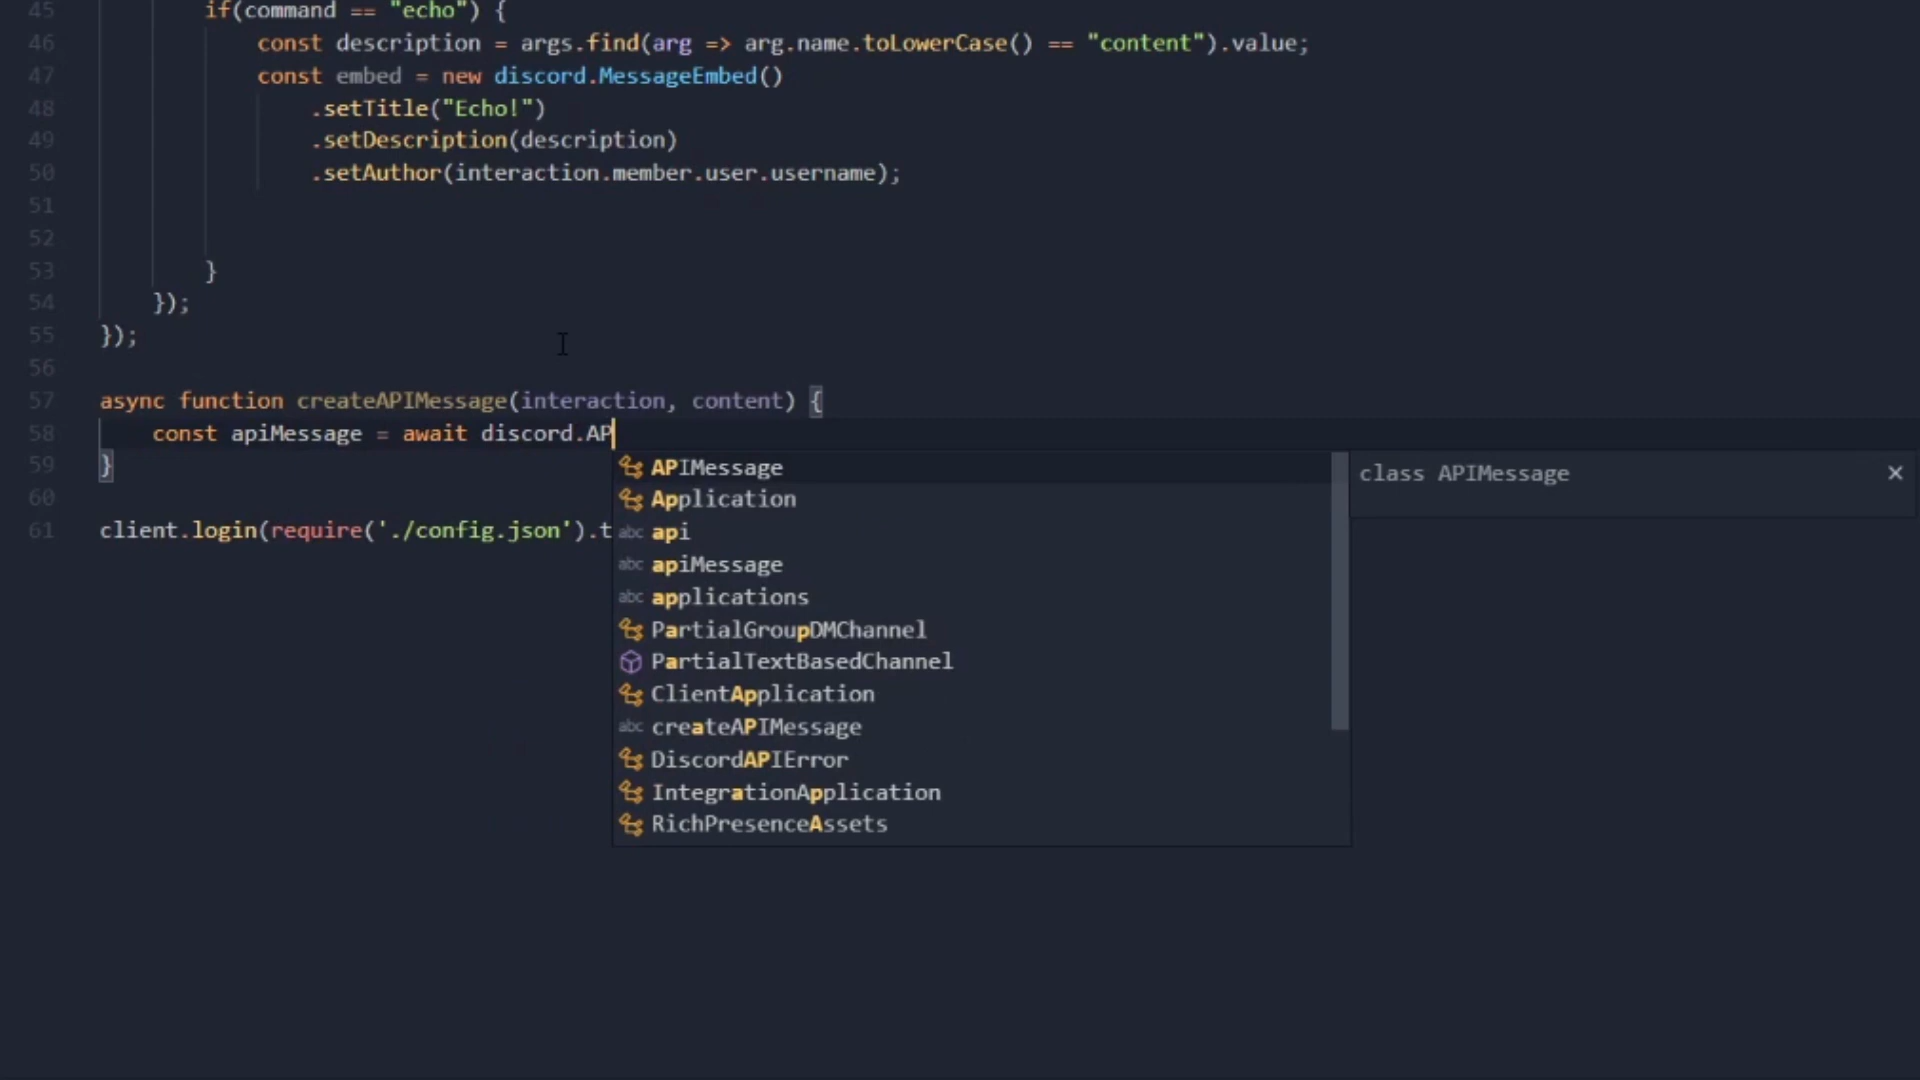 45 if(command == "echo") {
46 const description = args.find(arg => arg.name.toLowerCase() == "content").value;
47 const embed = new discord.MessageEmbed()
48 .setTitle("Echo!")
49 .setDescription(description)
50 .setAuthor(interaction.member.user.username);
51
52
53 }
54 });
55 });
56
57 async function createAPIMessage(interaction, content) {
58 const apiMessage = await discord.AP
59 }
60
61 client.login(require('./config.json').t
APIMessage
Application
api
apiMessage
applications
PartialGroupDMChannel
PartialTextBasedChannel
ClientApplication
createAPIMessage
DiscordAPIError
IntegrationApplication
RichPresenceAssets
class APIMessage